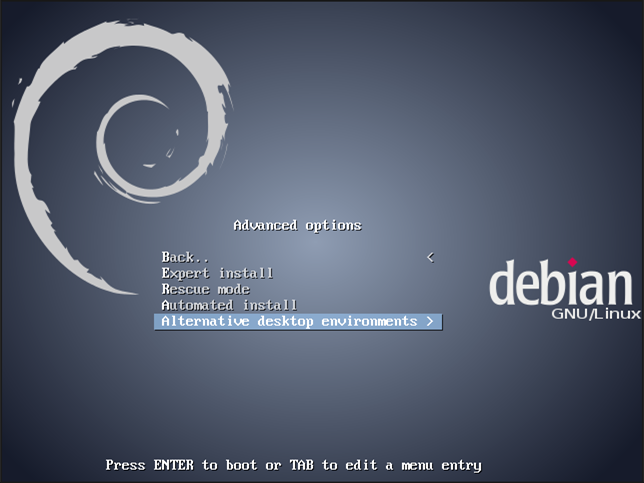 Advanced options
Back.. <
Expert install
Rescue mode
Automated install
Alternative desktop environments >
debian
GNU/Linux
Press ENTER to boot or TAB to edit a menu entry